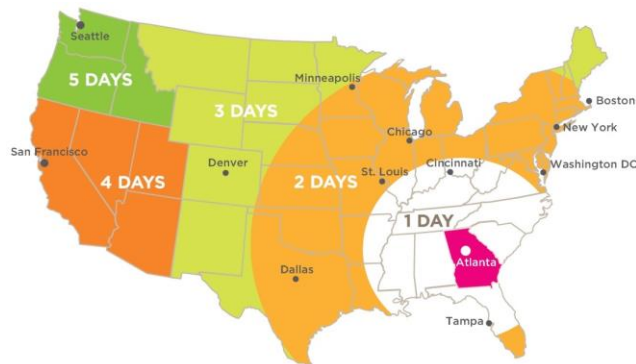 Seattle
5 DAYS
Minneapolis
3 DAYS
Boston
Chicago
New York
San Francisco
Denver
Cincinnati
Washington DC
4 DAYS
2 DAYS
St. Louis
1 DAY
Atlanta
Dallas
Tampa